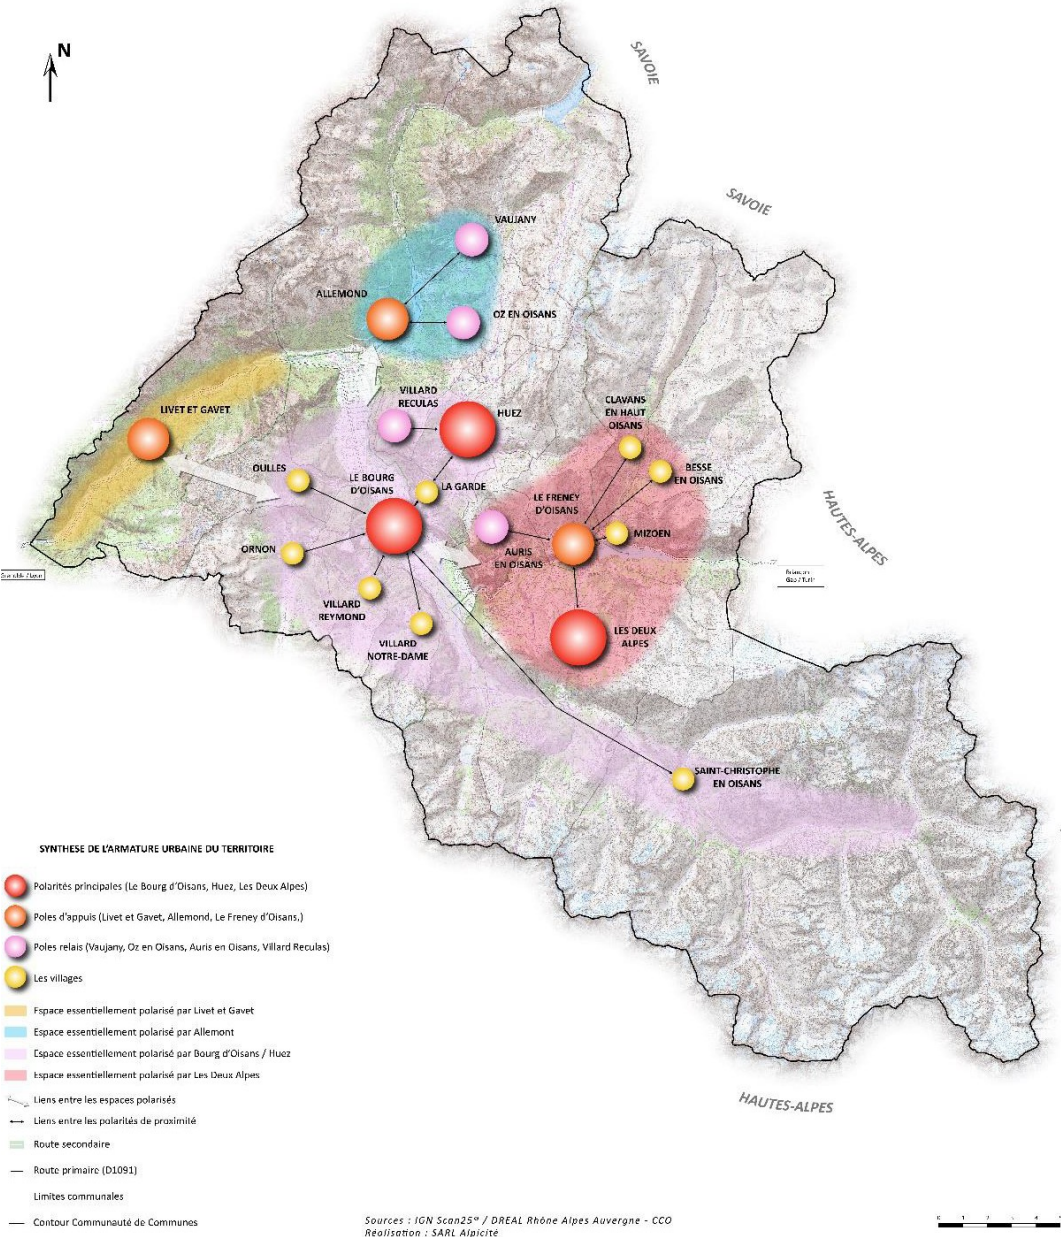 N
SAVOIE
SAVOIE
VAUJANY
ALLEMOND
OZ EN OISANS
VILLARD
RECULAS
HUEZ
CLAVANS
EN HAUT
OISANS
LIVET ET GAVET
OULLES
LE BOURG
D'OISANS
LA GARDE
BESSE
EN OISANS
LE FRENEY
D'OISANS
MIZOEN
HAUTES-ALPES
ORNON
AURIS
EN OISANS
Grenoble / Lyon
Briançon
Gap / Turin
VILLARD
REYMOND
VILLARD
NOTRE-DAME
LES DEUX
ALPES
SAINT-CHRISTOPHE
EN OISANS
HAUTES-ALPES
SYNTHESE DE L'ARMATURE URBAINE DU TERRITOIRE
Polarités principales (Le Bourg d'Oisans, Huez, Les Deux Alpes)
Poles d'appuis (Livet et Gavet, Allemond, Le Freney d'Oisans.)
Poles relais (Vaujany, Oz en Oisans, Auris en Oisans, Villard Reculas)
Les villages
Espace essentiellement polarisé par Livet et Gavet
Espace essentiellement polarisé par Allemont
Espace essentiellement polarisé par Bourg d'Oisans / Huez
Espace essentiellement polarisé par Les Deux Alpes
Liens entre les espaces polarisés
Liens entre les polarités de proximité
Route secondaire
Route primaire (D1091)
Limites communales
Contour Communauté de Communes
Sources : IGN Scan25® / DREAL Rhône Alpes Auvergne - CCO
Réalisation : SARL Alpicité